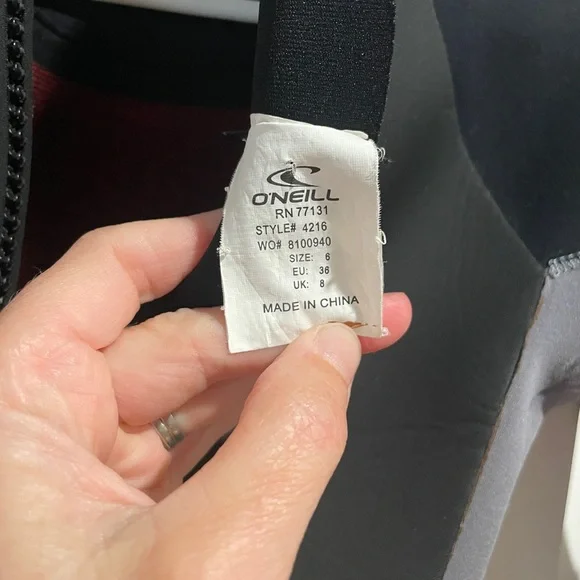 O'NEILL
RN 77131
STYLE# 4216
WO# 8100940
SIZE: 6
EU: 36
UK: 8
MADE IN CHINA